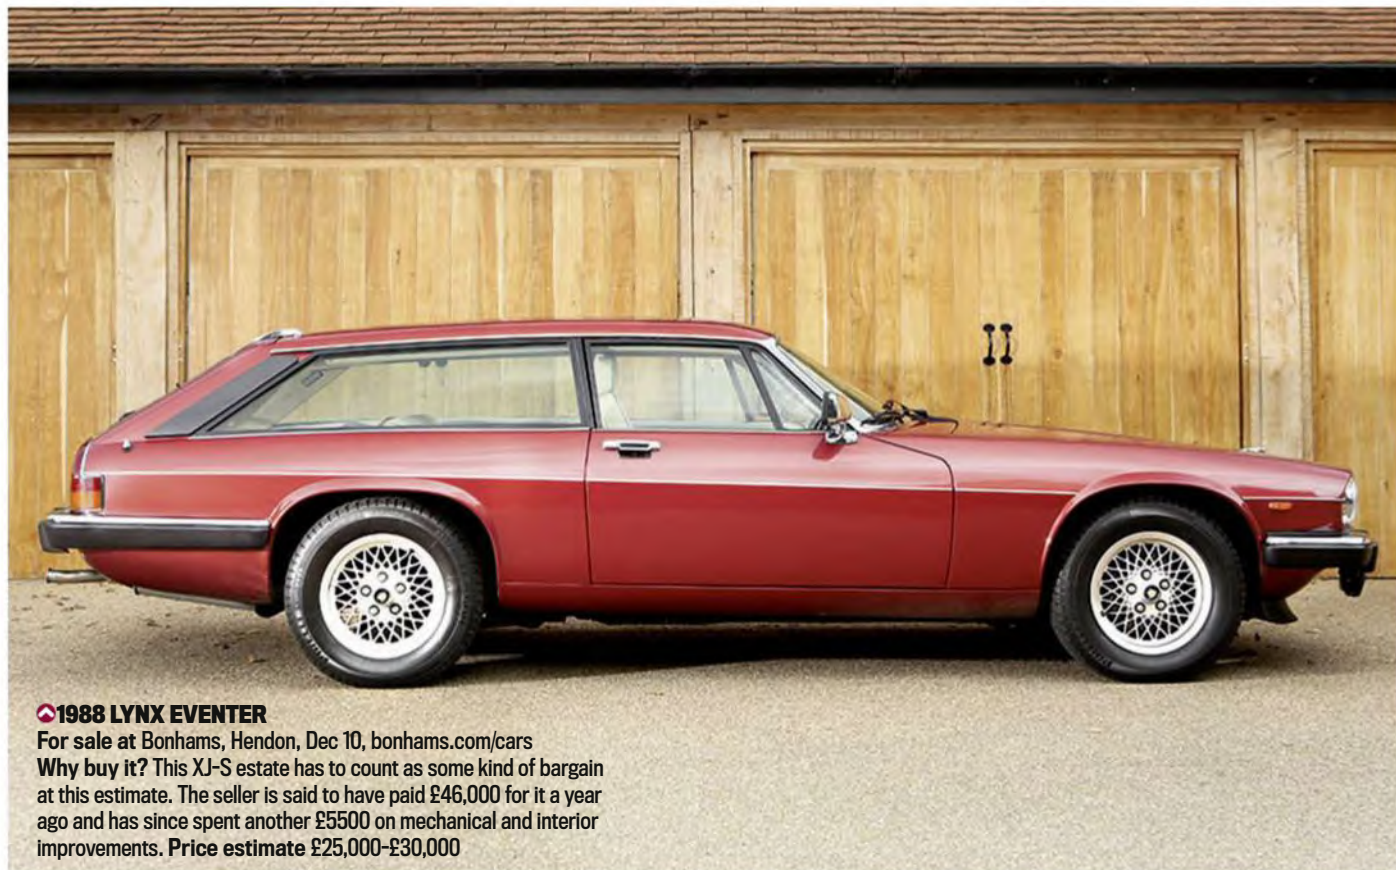 1988 LYNX EVENTER
For sale at Bonhams, Hendon, Dec 10, bonhams.com/cars
Why buy it? This XJ-S estate has to count as some kind of bargain
at this estimate. The seller is said to have paid £46,000 for it a year
ago and has since spent another £5500 on mechanical and interior
improvements. Price estimate £25,000-£30,000